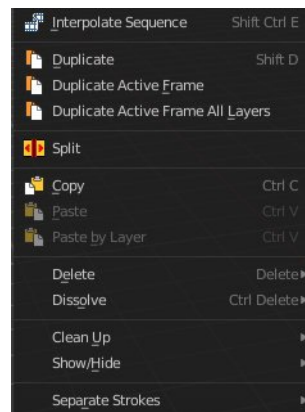 Interpolate Sequence Shift Ctrl E
Duplicate Shift D
Duplicate Active Frame
Duplicate Active Frame All Layers
Split
Copy Ctrl C
Paste Ctrl V
Paste by Layer Ctrl V
Delete Delete
Dissolve Ctrl Delete
Clean Up
Show/Hide
Separate Strokes